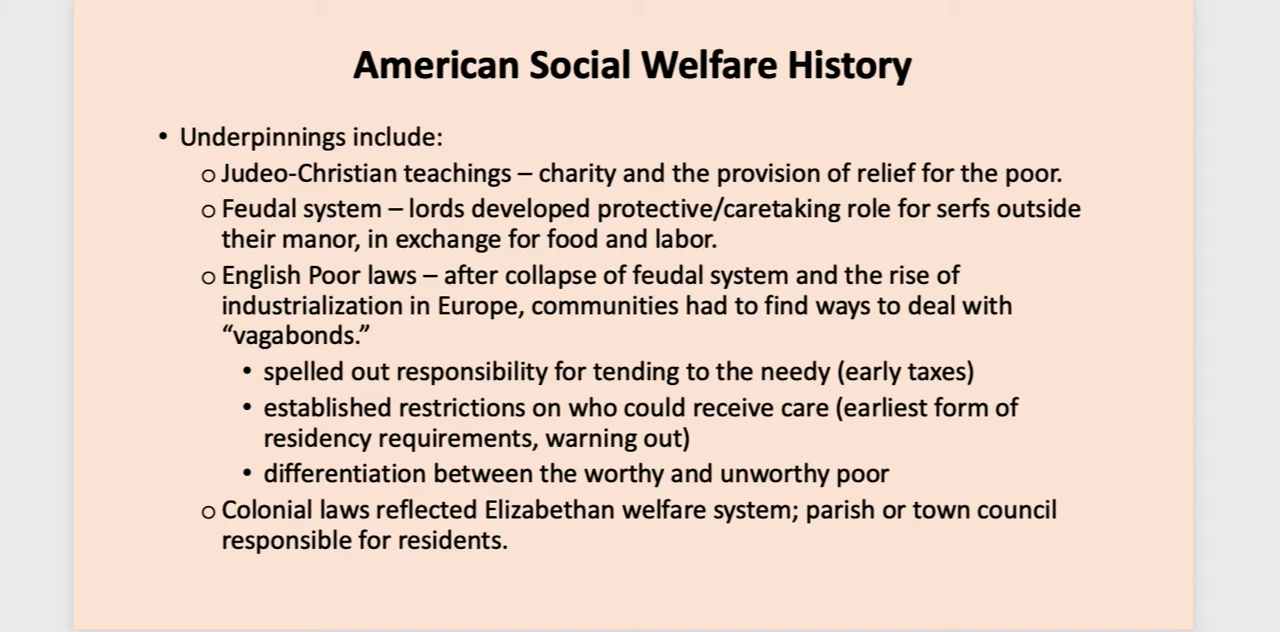 American Social Welfare History
• Underpinnings include:
o Judeo-Christian teachings – charity and the provision of relief for the poor.
o Feudal system – lords developed protective/caretaking role for serfs outside
their manor, in exchange for food and labor.
o English Poor laws – after collapse of feudal system and the rise of
industrialization in Europe, communities had to find ways to deal with
“vagabonds.”
• spelled out responsibility for tending to the needy (early taxes)
• established restrictions on who could receive care (earliest form of
residency requirements, warning out)
• differentiation between the worthy and unworthy poor
o Colonial laws reflected Elizabethan welfare system; parish or town council
responsible for residents.